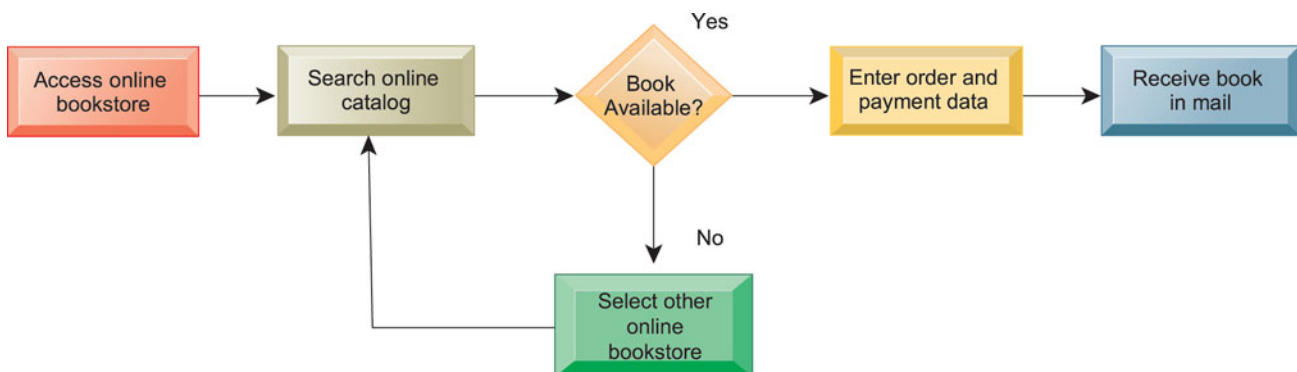 Access online
bookstore
Search online
catalog
Book
Available?
Yes
Enter order and
payment data
Receive book
in mail
No
Select other
online
bookstore